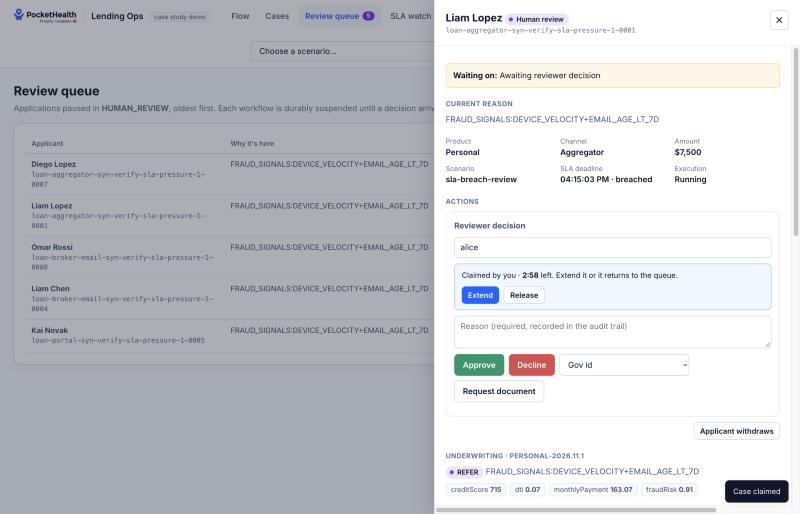 PocketHealth
Proudly Canadian
Lending Ops
case study demo
Flow
Cases
Review queue 5
SLA watch
Choose a scenario...
Review queue
Applications paused in HUMAN_REVIEW, oldest first. Each workflow is durably suspended until a decision arriv
Applicant
Why it's here
Diego Lopez
loan-aggregator-syn-verify-sla-pressure-1-
0007
FRAUD_SIGNALS:DEVICE_VELOCITY+EMAIL_AGE_LT_7D
Liam Lopez
loan-aggregator-syn-verify-sla-pressure-1-
0001
FRAUD_SIGNALS:DEVICE_VELOCITY+EMAIL_AGE_LT_7D
Omar Rossi
loan-broker-email-syn-verify-sla-pressure-1-
0008
FRAUD_SIGNALS:DEVICE_VELOCITY+EMAIL_AGE_LT_7D
Liam Chen
loan-broker-email-syn-verify-sla-pressure-1-
0004
FRAUD_SIGNALS:DEVICE_VELOCITY+EMAIL_AGE_LT_7D
Kai Novak
loan-portal-syn-verify-sla-pressure-1-0005
FRAUD_SIGNALS:DEVICE_VELOCITY+EMAIL_AGE_LT_7D
Liam Lopez
Human review
loan-aggregator-syn-verify-sla-pressure-1-0001
Waiting on: Awaiting reviewer decision
CURRENT REASON
FRAUD_SIGNALS:DEVICE_VELOCITY+EMAIL_AGE_LT_7D
Product
Channel
Amount
Personal
Aggregator
$7,500
Scenario
SLA deadline
Execution
sla-breach-review
04:15:03 PM · breached
Running
ACTIONS
Reviewer decision
alice
Claimed by you · 2:58 left. Extend it or it returns to the queue.
Extend
Release
Reason (required, recorded in the audit trail)
Approve
Decline
Gov id
Request document
Applicant withdraws
UNDERWRITING · PERSONAL-2026.11.1
REFER FRAUD_SIGNALS:DEVICE_VELOCITY+EMAIL_AGE_LT_7D
creditScore 715
dti 0.07
monthlyPayment 163.07
fraudRisk 0.91
Case claimed